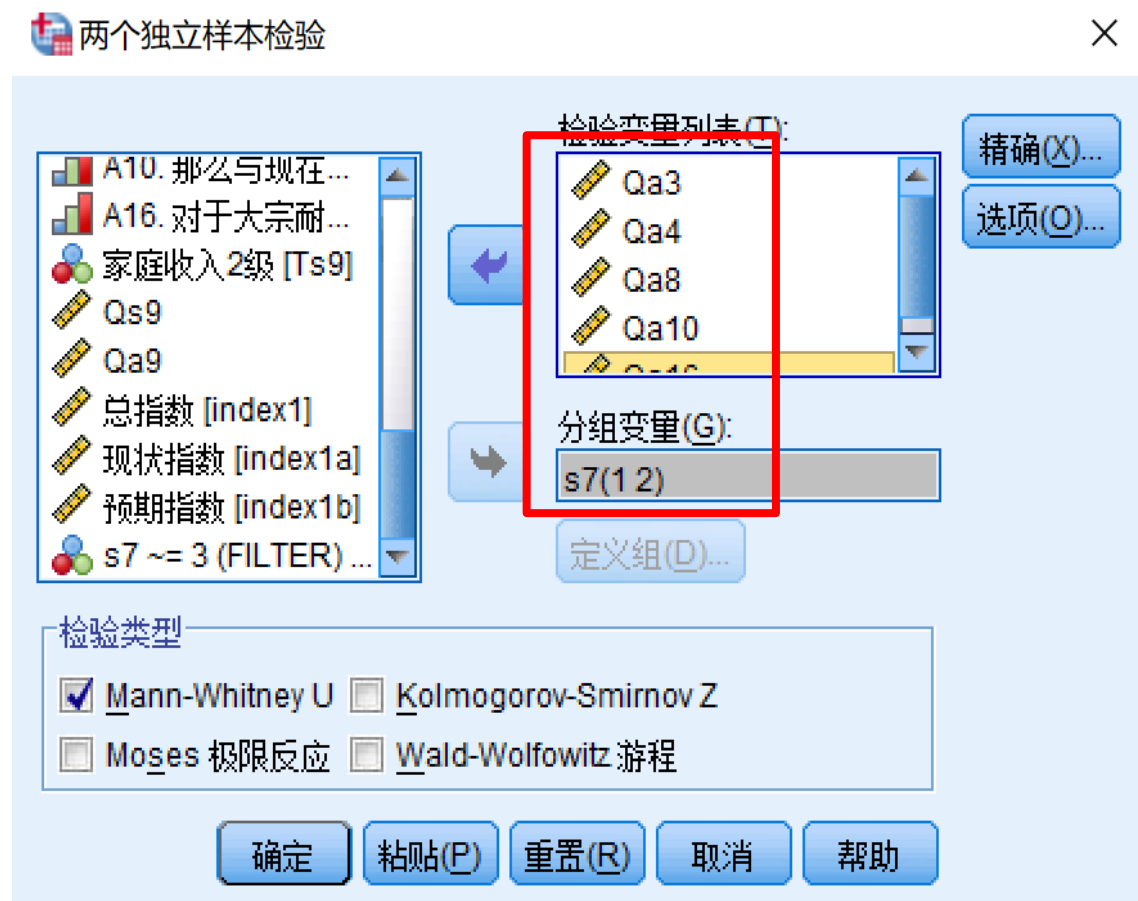 两个独立样本检验
检验变量列表(T):
A10. 那么与现在...
A16. 对于大宗耐...
家庭收入2级 [Ts9]
Qs9
Qa9
总指数 [index1]
现状指数 [index1a]
预期指数 [index1b]
s7 ~= 3 (FILTER) ...
Qa3
Qa4
Qa8
Qa10
精确(X)...
选项(O)...
分组变量(G):
s7(1 2)
定义组(D)...
检验类型
Mann-Whitney U
Kolmogorov-Smirnov Z
Moses 极限反应
Wald-Wolfowitz 游程
确定
粘贴(P)
重置(R)
取消
帮助